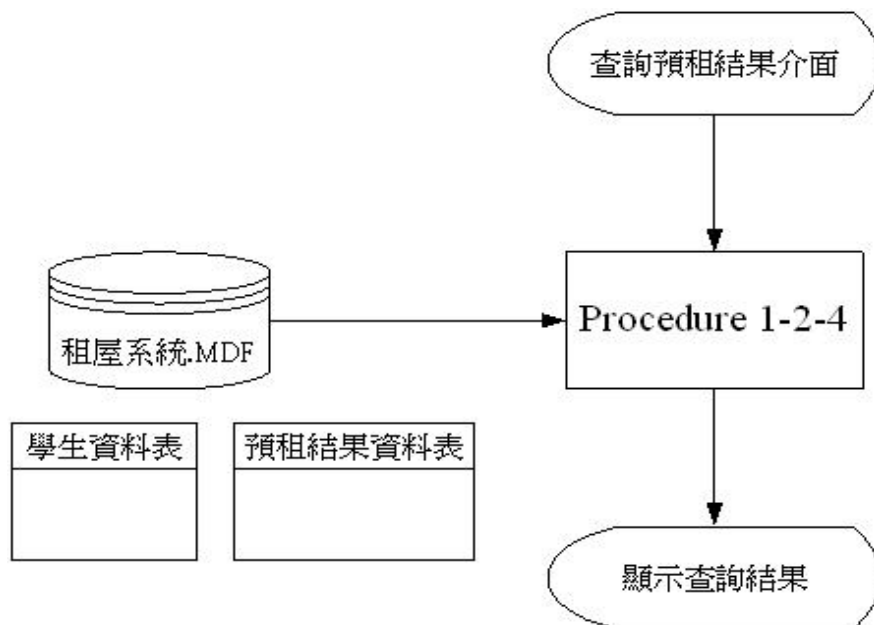 查詢預租結果介面
Procedure 1-2-4
租屋系統.MDF
學生資料表
預租結果資料表
顯示查詢結果